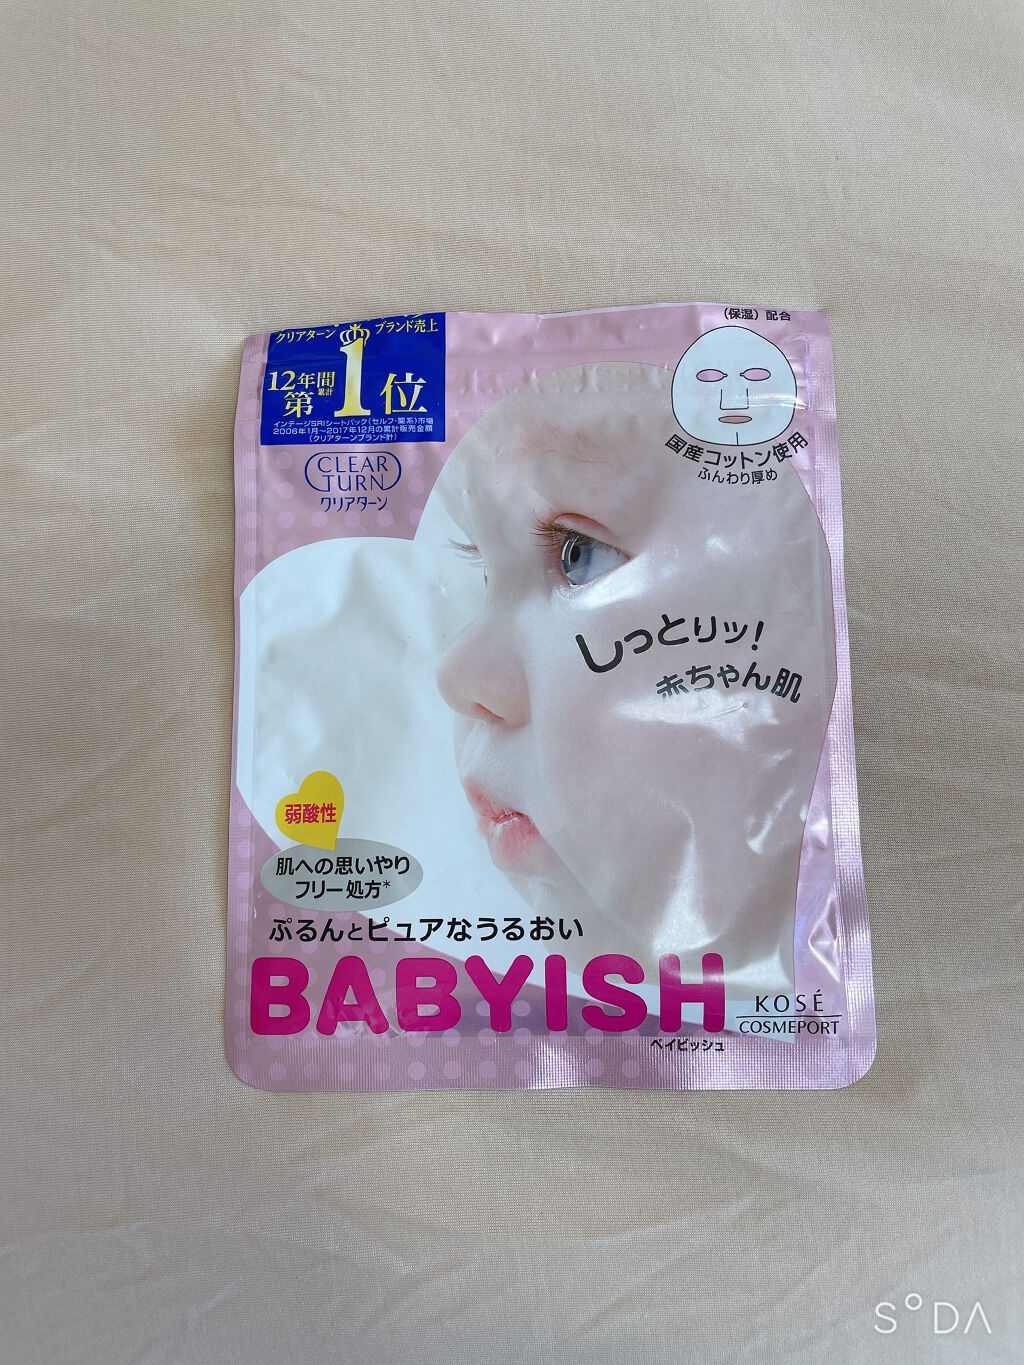 クリアターン ブランド売上
12年間
累計
第1位
インテージSRIシートパック(セルフ・薬系)市場
2006年1月～2017年12月の累計販売金額
(クリアターンブランド計)
CLEAR
TURN
クリアターン
(保湿)配合
国産コットン使用
ふんわり厚め
しっとりッ!
赤ちゃん肌
弱酸性
肌への思いやり
フリー処方*
ぷるんとピュアなうるおい
BABYISH
ベイビッシュ
KOSÉ
COSMEPORT
SODA